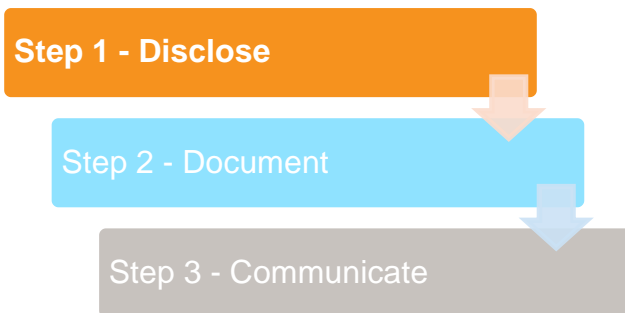 Step 1 - Disclose
Step 2 - Document
Step 3 - Communicate